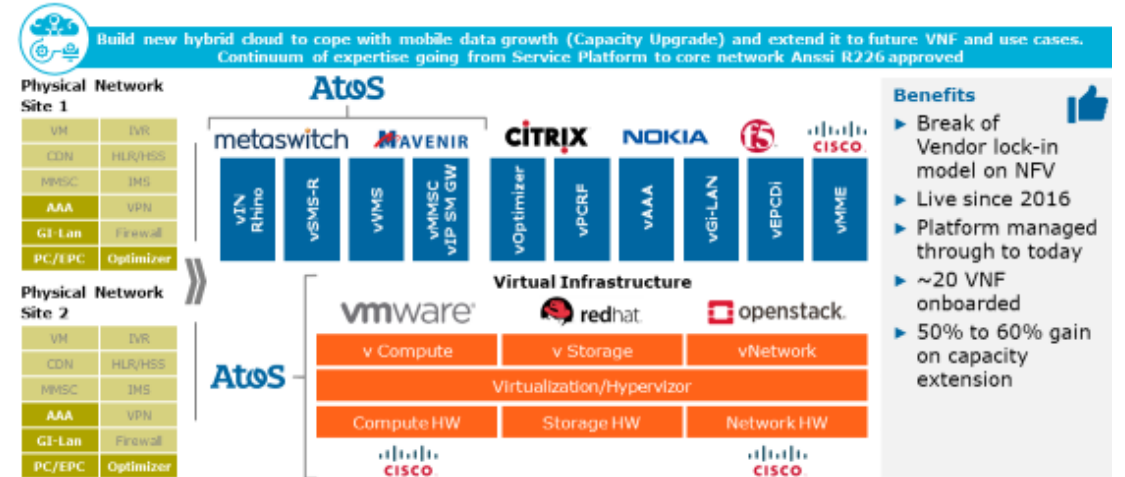 Build new hybrid cloud to cope with mobile data growth (Capacity Upgrade) and extend it to future VNF and use cases.
Continuum of expertise going from Service Platform to core network Anssi R226 approved
Physical Network
Site 1
VM IVR
CDN HLR/HSS
MMSC IMS
AAA VPN
GI-Lan Firewall
PC/EPC Optimizer
Physical Network
Site 2
VM IVR
CDN HLR/HSS
MMSC IMS
AAA VPN
GI-Lan Firewall
PC/EPC Optimizer
Atos
metaswitch MAVENIR CITRIX NOKIA f5 CISCO
vIN
Rhino
vSMS-R
vVMS
vMMSC
vIP SM GW
vOptimizer
vPCRF
vAAA
vGi-LAN
vEPCDi
vMME
Atos
Virtual Infrastructure
vmware redhat openstack.
v Compute v Storage vNetwork
Virtualization/Hypervizor
Compute HW Storage HW Network HW
CISCO CISCO
Benefits
► Break of
Vendor lock-in
model on NFV
► Live since 2016
► Platform managed
through to today
► ~20 VNF
onboarded
► 50% to 60% gain
on capacity
extension